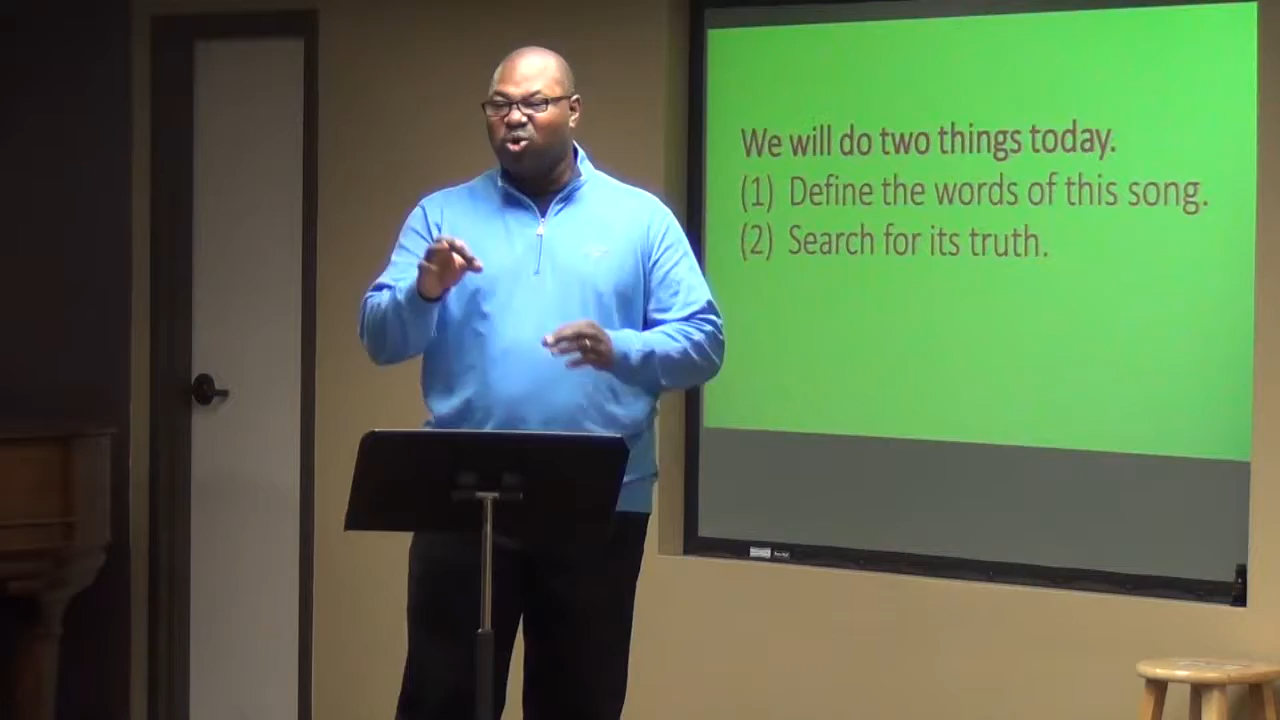 We will do two things today.
(1) Define the words of this song.
(2) Search for its truth.